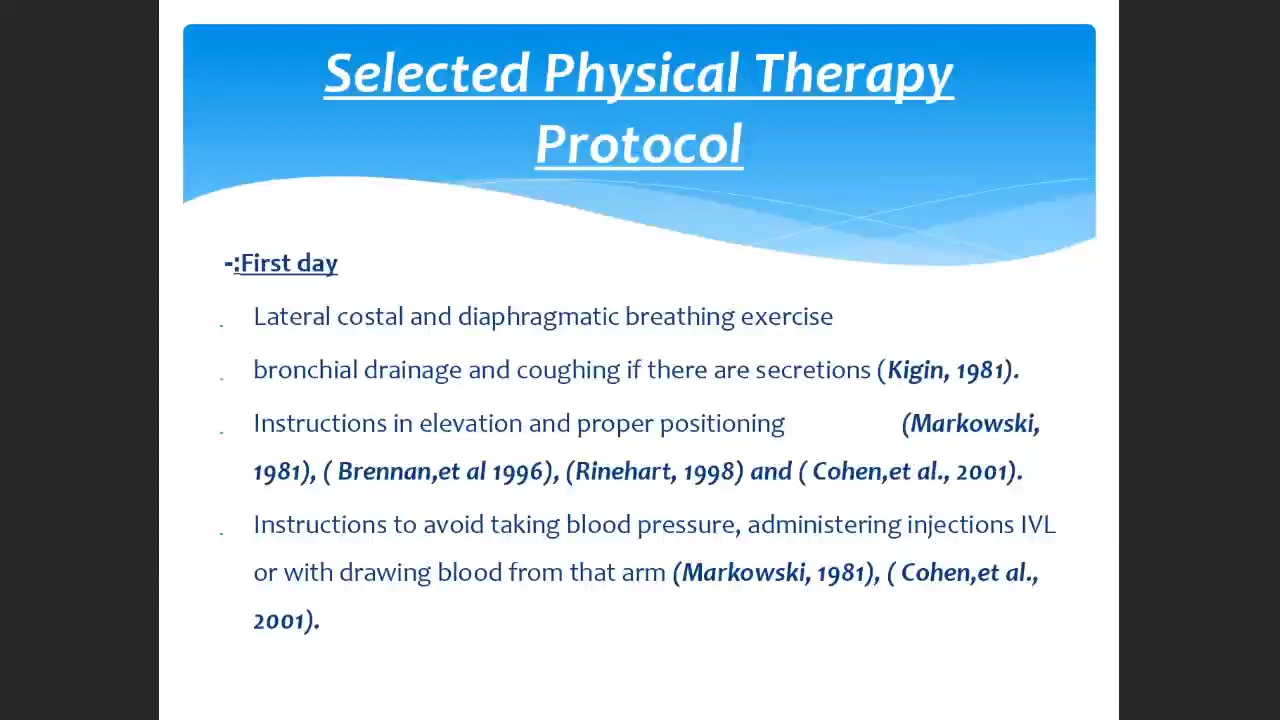 Selected Physical Therapy
Protocol
-:First day
. Lateral costal and diaphragmatic breathing exercise
. bronchial drainage and coughing if there are secretions (Kigin, 1981).
. Instructions in elevation and proper positioning (Markowski,
1981), ( Brennan,et al 1996), (Rinehart, 1998) and ( Cohen,et al., 2001).
. Instructions to avoid taking blood pressure, administering injections IVL
or with drawing blood from that arm (Markowski, 1981), ( Cohen,et al.,
2001).